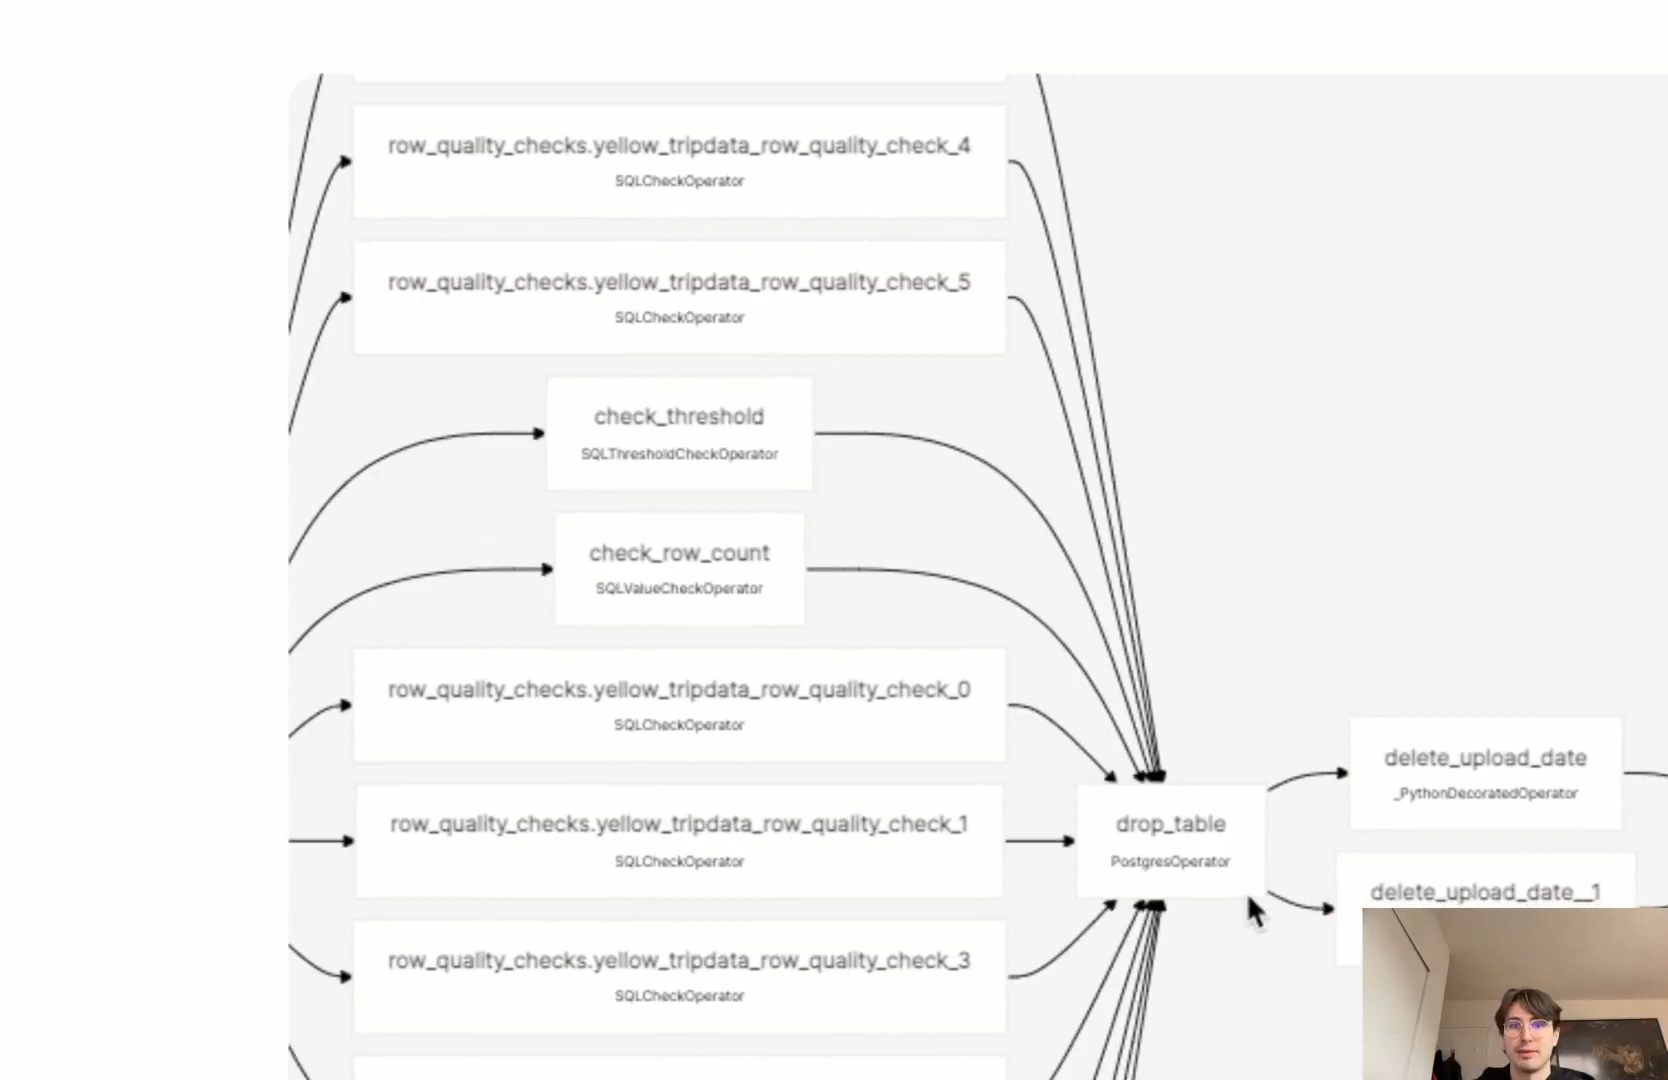 row_quality_checks.yellow_tripdata_row_quality_check_4
SQLCheckOperator
row_quality_checks.yellow_tripdata_row_quality_check_5
SQLCheckOperator
check_threshold
SQLThresholdCheckOperator
check_row_count
SQLValueCheckOperator
row_quality_checks.yellow_tripdata_row_quality_check_0
SQLCheckOperator
row_quality_checks.yellow_tripdata_row_quality_check_1
SQLCheckOperator
row_quality_checks.yellow_tripdata_row_quality_check_3
SQLCheckOperator
drop_table
PostgresOperator
delete_upload_date
_PythonDecoratedOperator
delete_upload_date__1